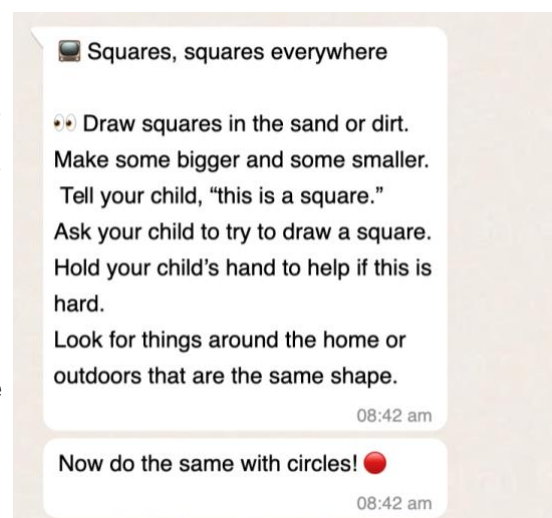 📺 Squares, squares everywhere
👀 Draw squares in the sand or dirt.
Make some bigger and some smaller.
Tell your child, “this is a square.”
Ask your child to try to draw a square.
Hold your child’s hand to help if this is
hard.
Look for things around the home or
outdoors that are the same shape.
08:42 am
Now do the same with circles! 🔴
08:42 am